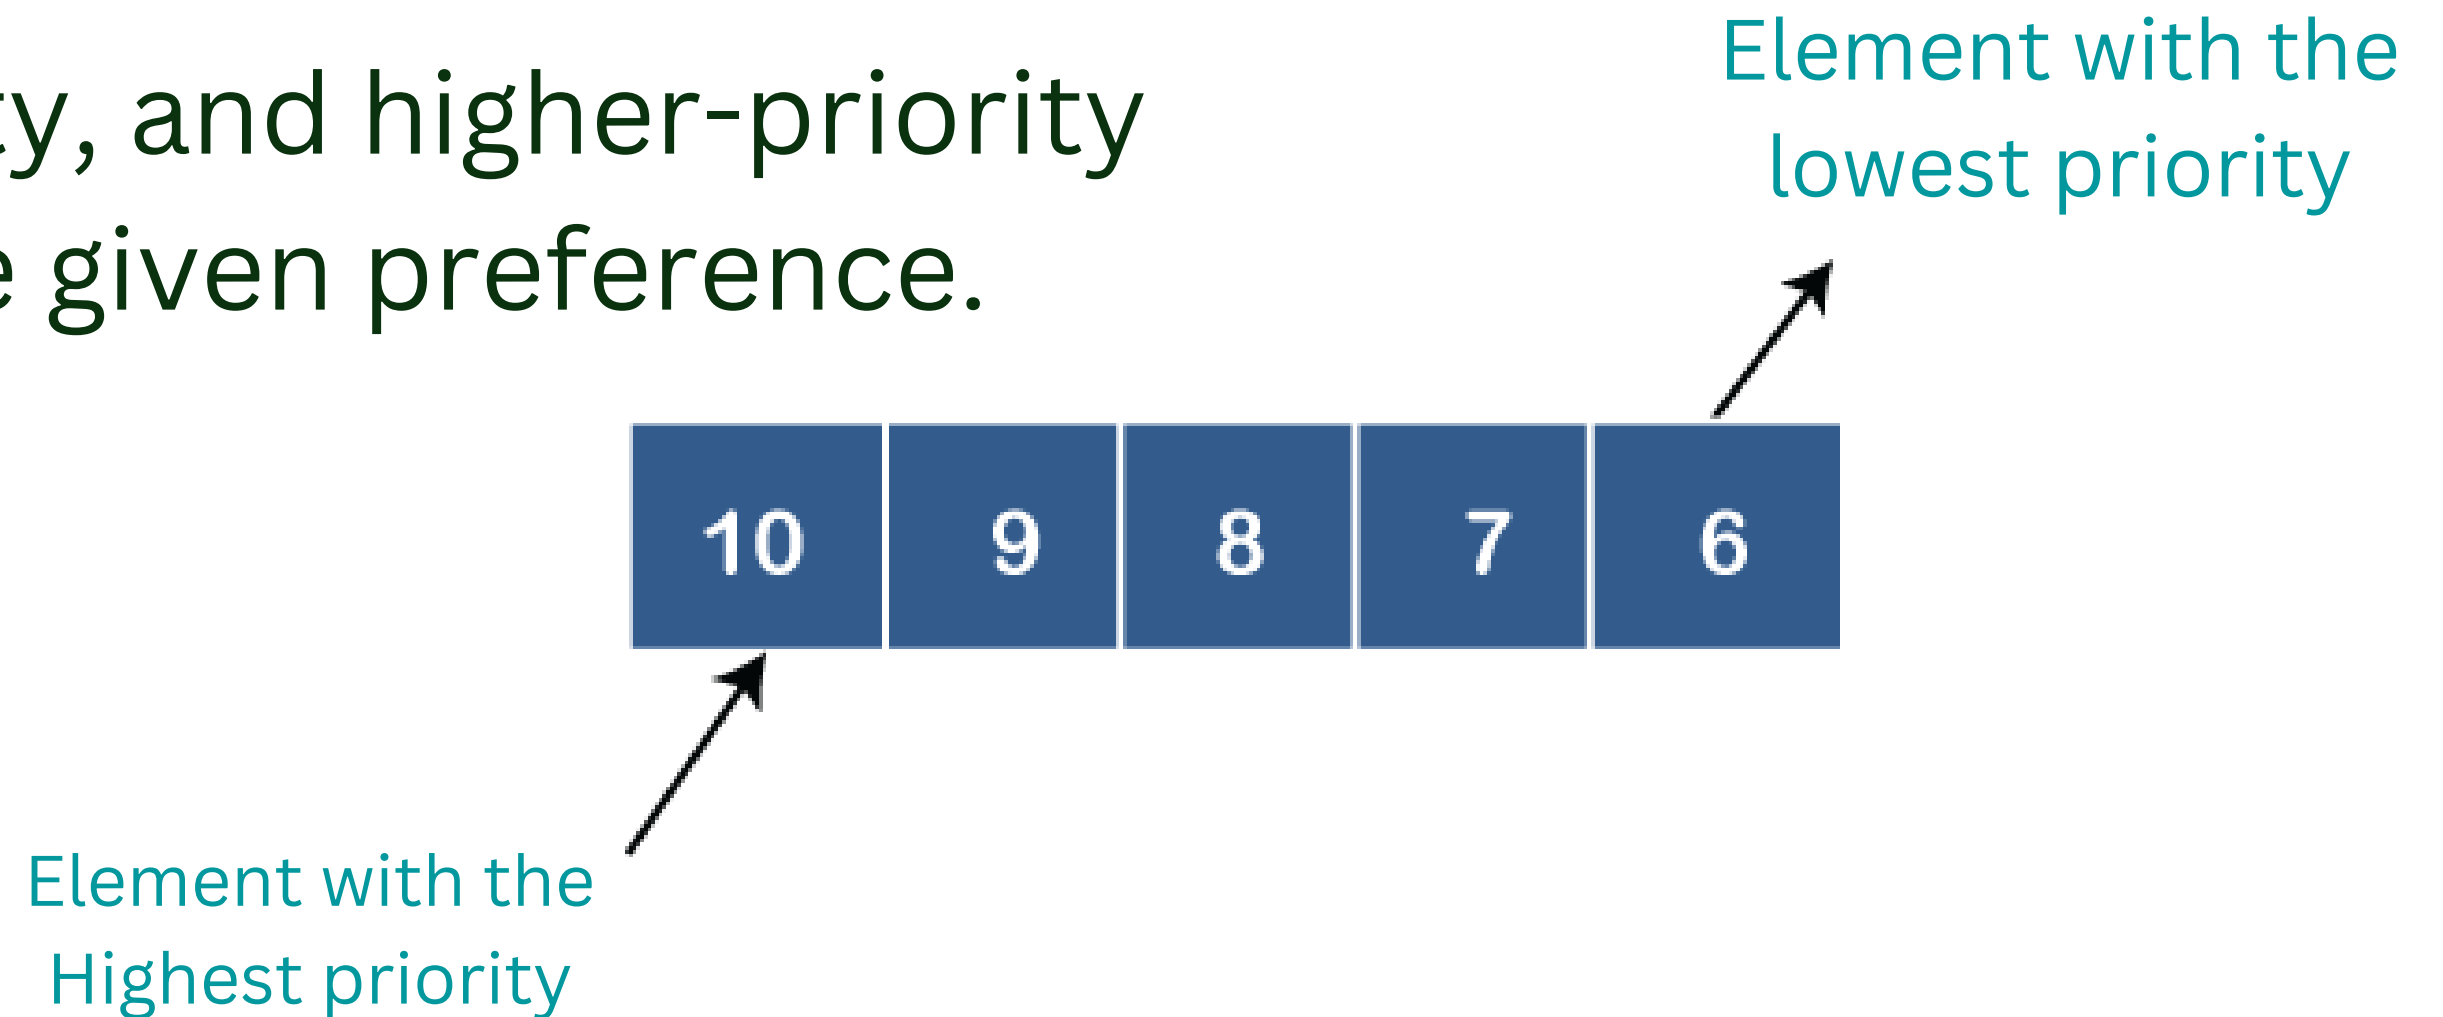 ty, and higher-priority
e given preference.
Element with the
lowest priority
10 9 8 7 6
Element with the
Highest priority